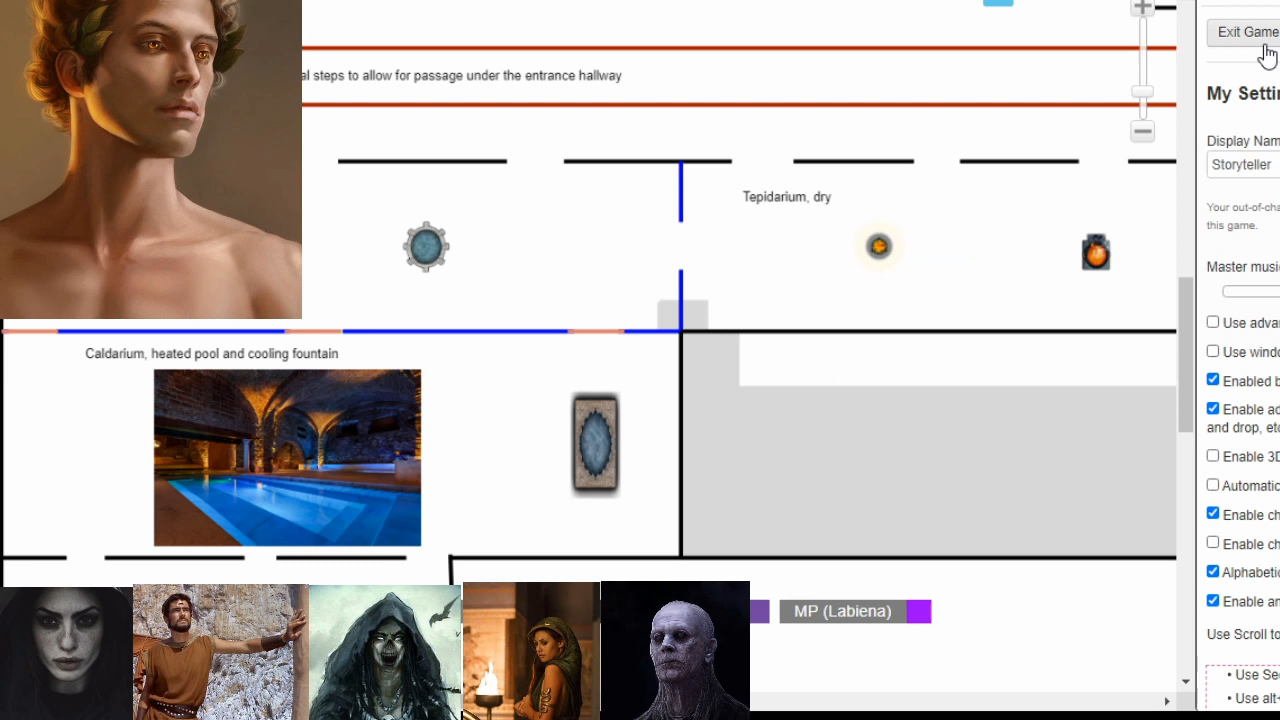 Exit Game
al steps to allow for passage under the entrance hallway
My Settin
Display Nam
Storyteller
Tepidarium, dry
Your out-of-cha
this game.
Master music
Use advan
Use windo
Caldarium, heated pool and cooling fountain
Enabled b
Enable ad
and drop, etc
Enable 3D
Automatic
Enable ch
Enable ch
Alphabetic
Enable an
MP (Labiena)
Use Scroll to
• Use Sec
• Use alt+